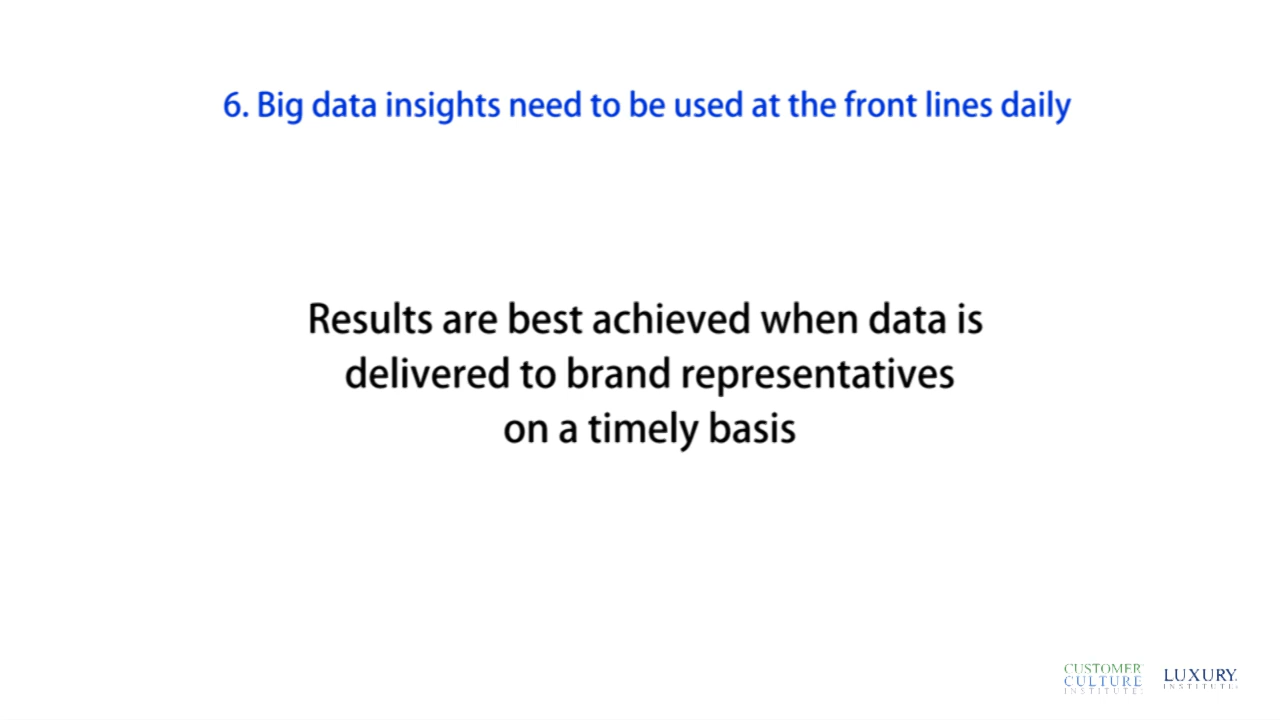 6. Big data insights need to be used at the front lines daily
Results are best achieved when data is
delivered to brand representatives
on a timely basis
CUSTOMER
CULTURE
INSTITUTE
LUXURY
INSTITUTE